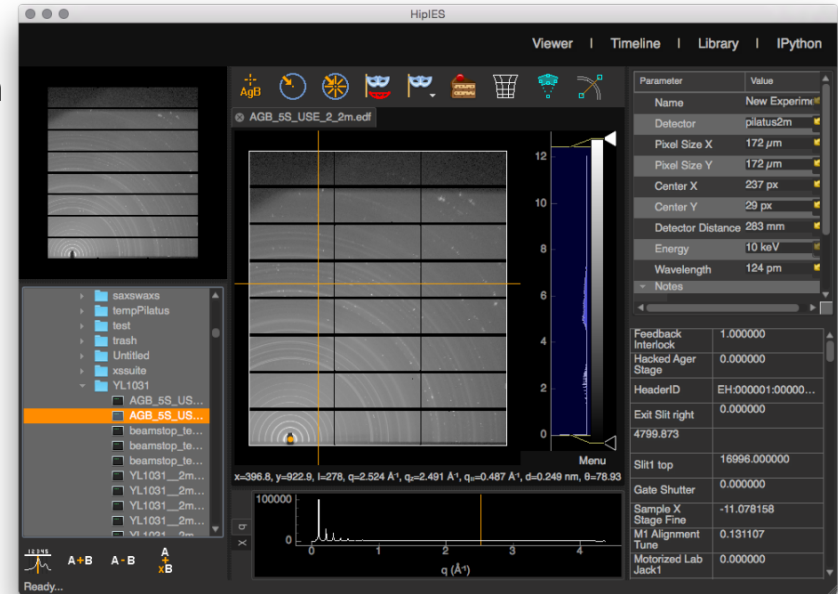 HipIES
Viewer | Timeline | Library | IPython
AgB
AGB_5S_USE_2_2m.edf
12
10
8
6
4
2
0
Menu
x=396.8, y=922.9, I=278, q=2.524 Å⁻¹, q
=2.491 Å⁻¹, q
=0.487 Å⁻¹, d=0.249 nm, θ=78.93
100000
0
0 1 2 3 4
q (Å⁻¹)
q
X
saxswaxs
tempPilatus
test
trash
Untitled
xssuite
YL1031
AGB_5S_US...
AGB_5S_US...
beamstop_te...
beamstop_te...
beamstop_te...
YL1031__2m...
YL1031__2m...
YL1031__2m...
YL1031__2m...
A+B
A-B
A
+
xB
Ready...
Parameter Value
Name New Experime
Detector pilatus2m
Pixel Size X 172 µm
Pixel Size Y 172 µm
Center X 237 px
Center Y 29 px
Detector Distance 283 mm
Energy 10 keV
Wavelength 124 pm
Notes
Feedback Interlock 1.000000
Hacked Ager Stage 0.000000
HeaderID EH:000001:00000...
Exit Slit right 0.000000
4799.873
Slit1 top 16996.000000
Gate Shutter 0.000000
Sample X Stage Fine -11.078158
M1 Alignment Tune 0.131107
Motorized Lab Jack1 0.000000